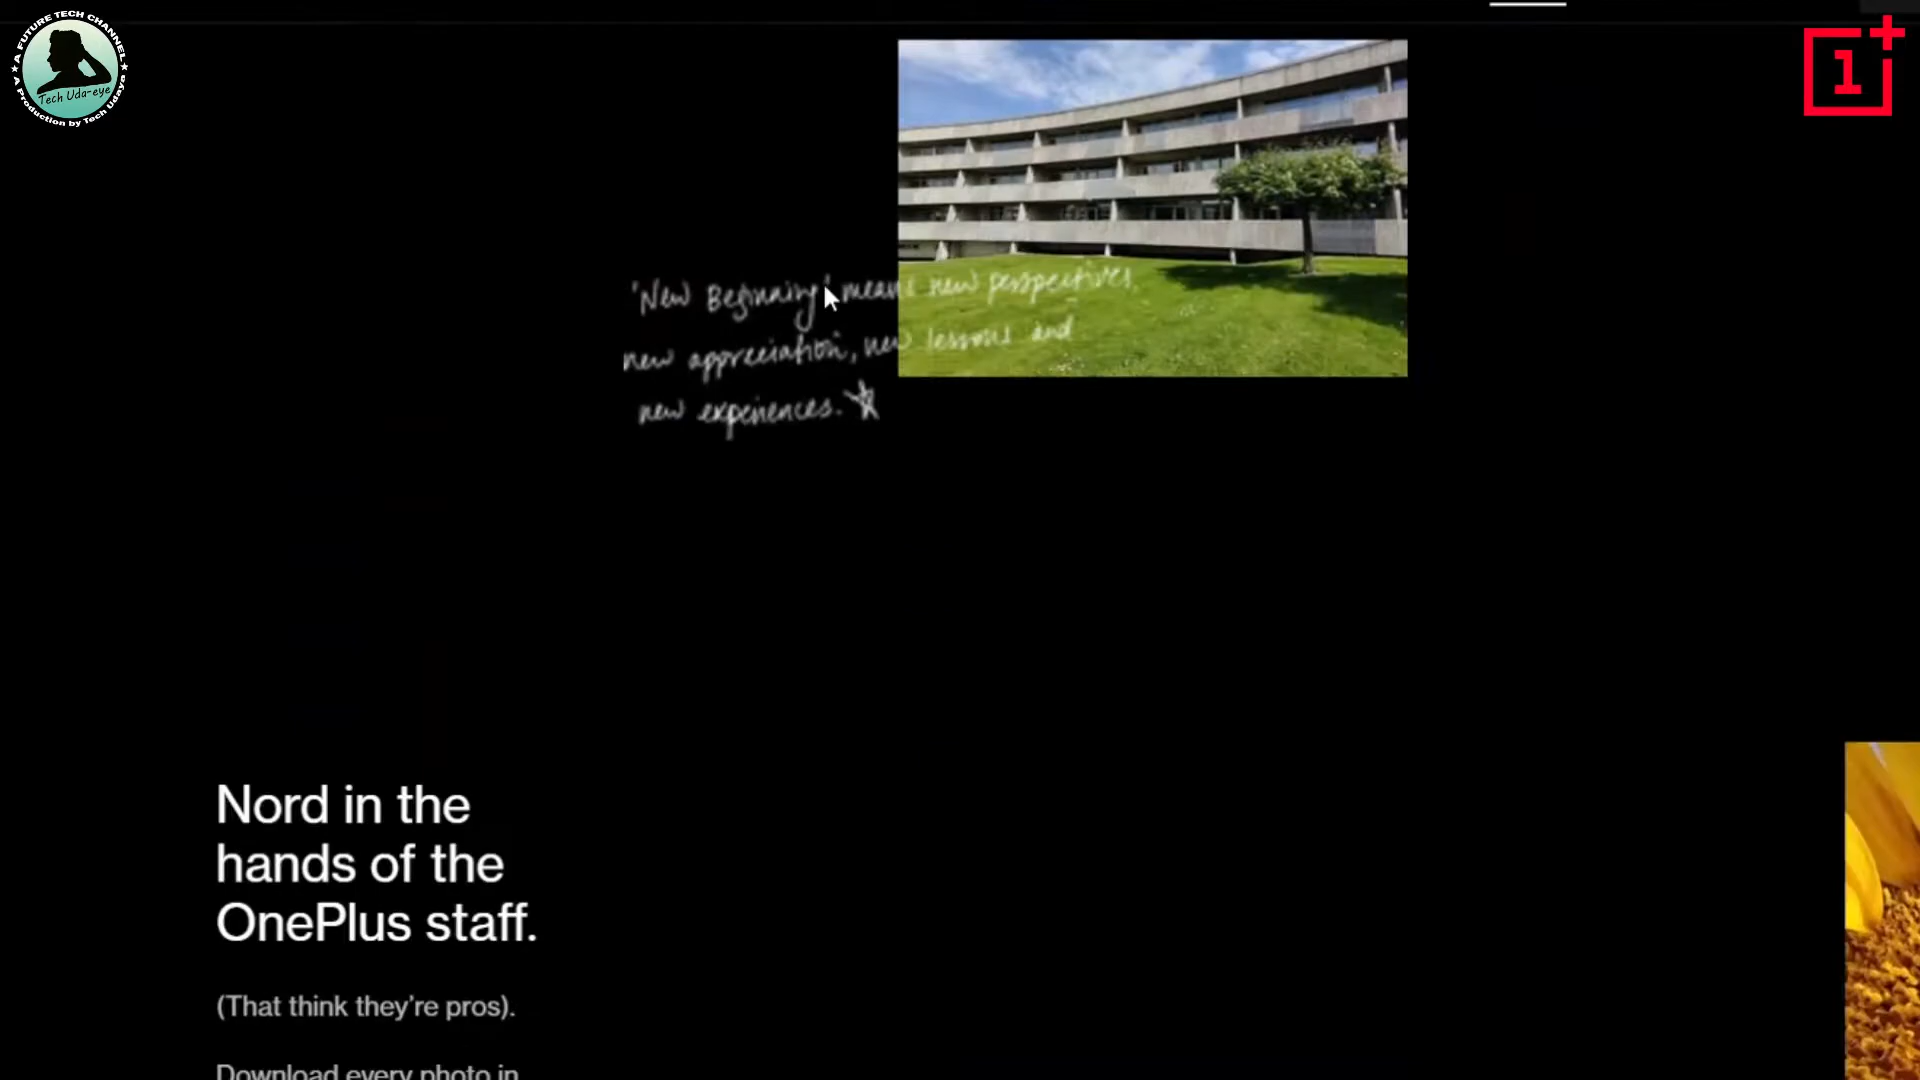 A FUTURE TECH CHANNEL
Tech Uda-eye
A Production by Tech Udaya
1+
'New Beginning' means new perspectives,
new appreciation, new lessons and
new experiences.
Nord in the
hands of the
OnePlus staff.
(That think they're pros).
Download every photo in